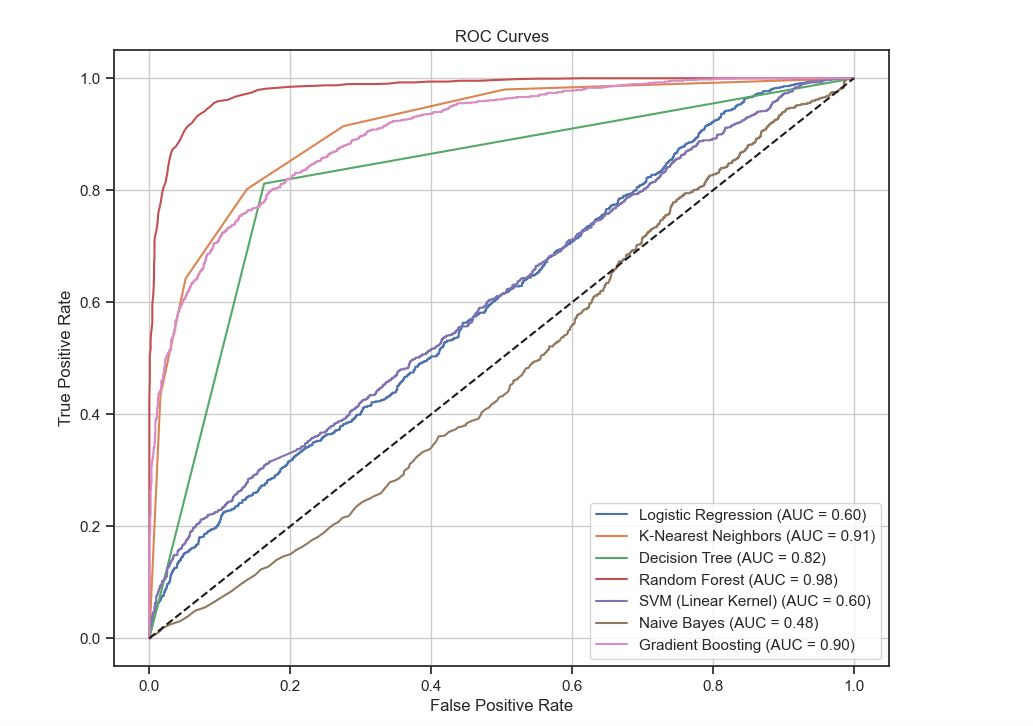 ROC Curves
1.0
0.8
0.6
0.4
0.2
0.0
True Positive Rate
Logistic Regression (AUC = 0.60)
K-Nearest Neighbors (AUC = 0.91)
Decision Tree (AUC = 0.82)
Random Forest (AUC = 0.98)
SVM (Linear Kernel) (AUC = 0.60)
Naive Bayes (AUC = 0.48)
Gradient Boosting (AUC = 0.90)
0.0 0.2 0.4 0.6 0.8 1.0
False Positive Rate